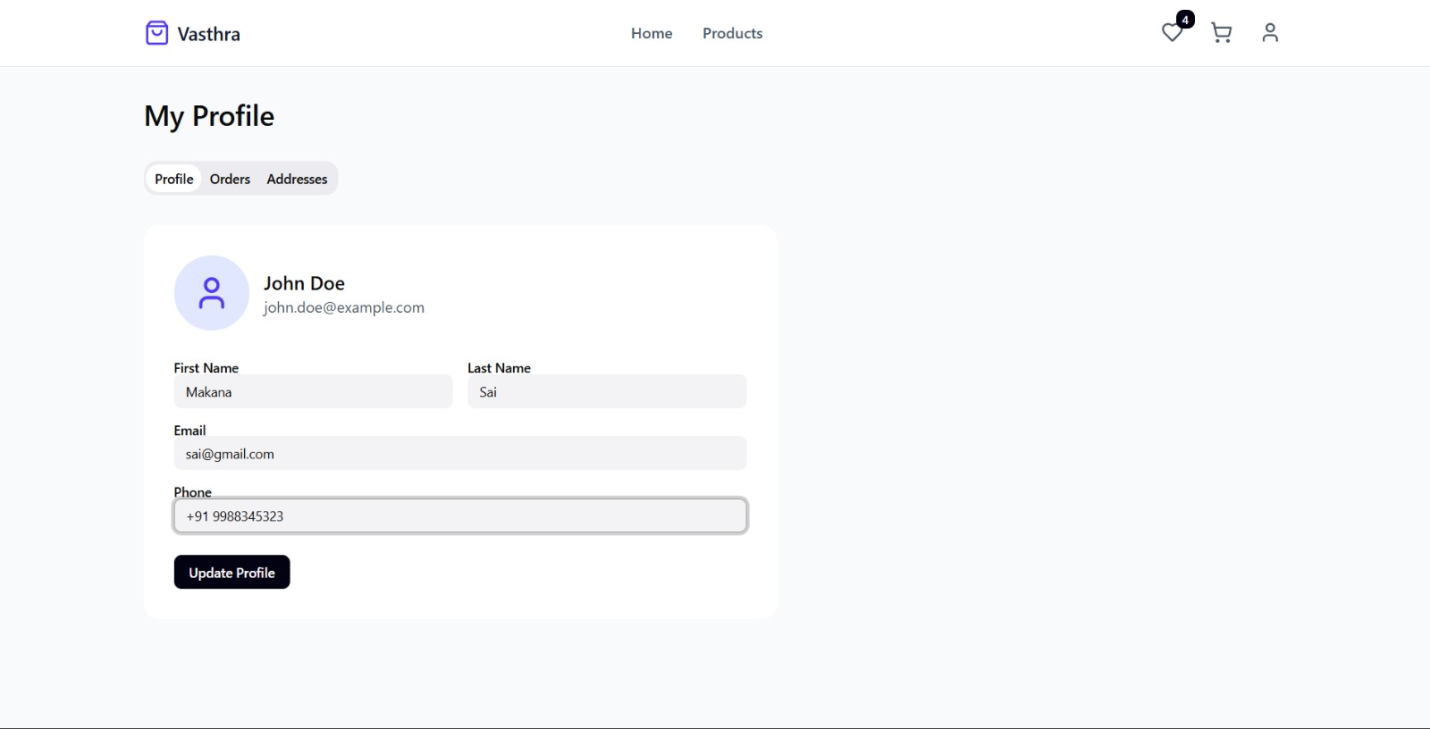 Vasthra
Home Products
4
My Profile
Profile Orders Addresses
John Doe
john.doe@example.com
First Name Last Name
Makana Sai
Email
sai@gmail.com
Phone
+91 9988345323
Update Profile